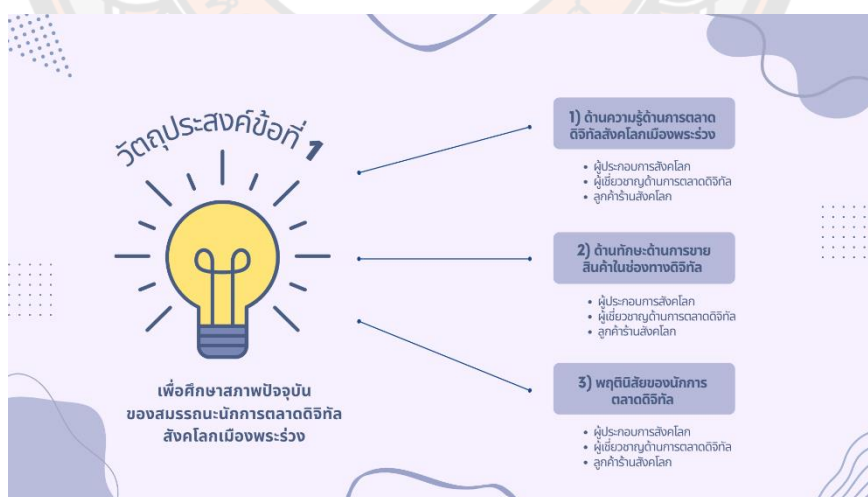 วัตถุประสงค์ข้อที่ 1
เพื่อศึกษาสภาพปัจจุบัน
ของสมรรถนะนักการตลาดดิจิทัล
สังคโลกเมืองพระร่วง
1) ด้านความรู้ด้านการตลาด
ดิจิทัลสังคโลกเมืองพระร่วง
• ผู้ประกอบการสังคโลก
• ผู้เชี่ยวชาญด้านการตลาดดิจิทัล
• ลูกค้าร้านสังคโลก
2) ด้านทักษะด้านการขาย
สินค้าในช่องทางดิจิทัล
• ผู้ประกอบการสังคโลก
• ผู้เชี่ยวชาญด้านการตลาดดิจิทัล
• ลูกค้าร้านสังคโลก
3) พฤตินิสัยของนักการ
ตลาดดิจิทัล
• ผู้ประกอบการสังคโลก
• ผู้เชี่ยวชาญด้านการตลาดดิจิทัล
• ลูกค้าร้านสังคโลก